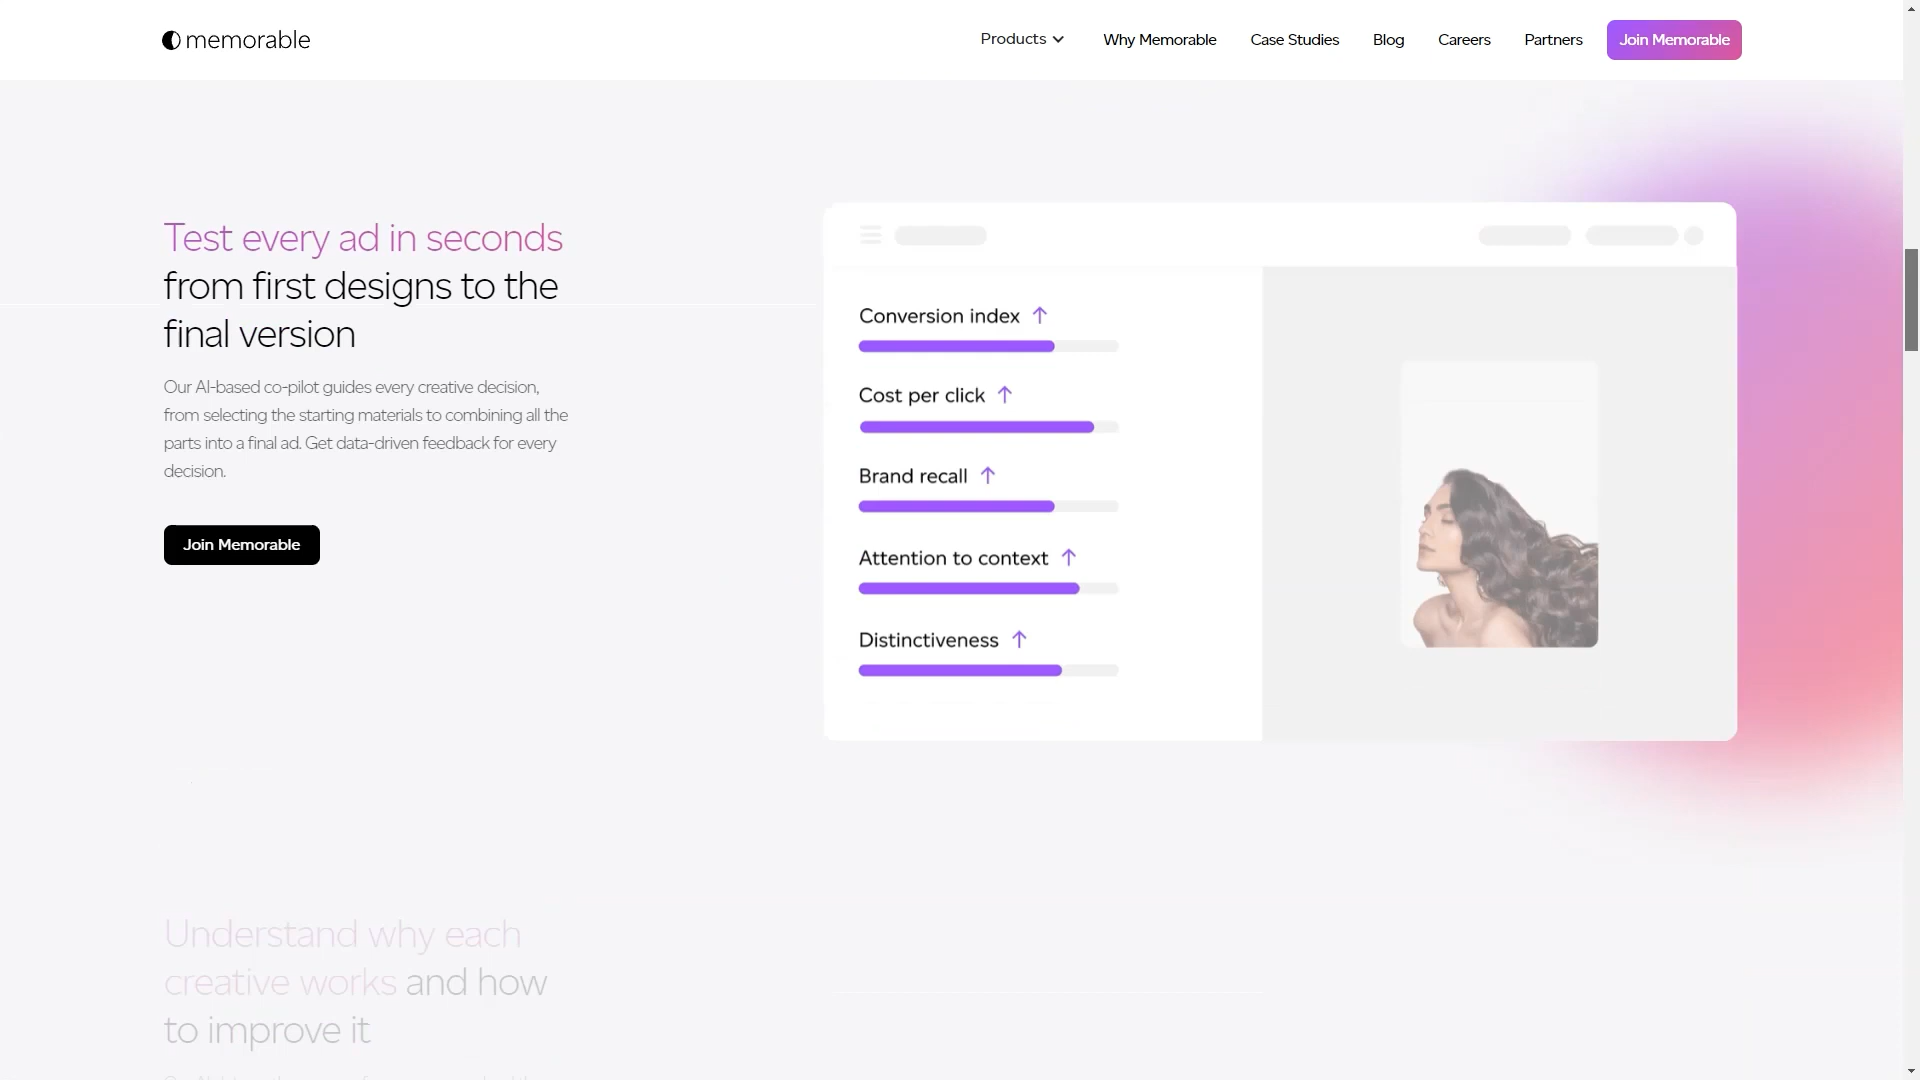 memorable
Products
Why Memorable
Case Studies
Blog
Careers
Partners
Join Memorable
Test every ad in seconds
from first designs to the
final version
Our AI-based co-pilot guides every creative decision,
from selecting the starting materials to combining all the
parts into a final ad. Get data-driven feedback for every
decision.
Join Memorable
Conversion index ↑
Cost per click ↑
Brand recall ↑
Attention to context ↑
Distinctiveness ↑
Understand why each
creative works and how
to improve it